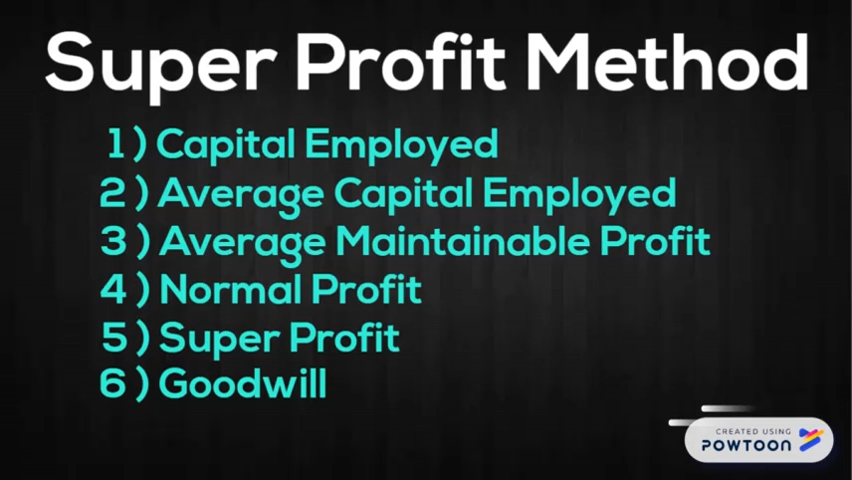 Super Profit Method
1 ) Capital Employed
2 ) Average Capital Employed
3 ) Average Maintainable Profit
4 ) Normal Profit
5 ) Super Profit
6 ) Goodwill
CREATED USING
POWTOON